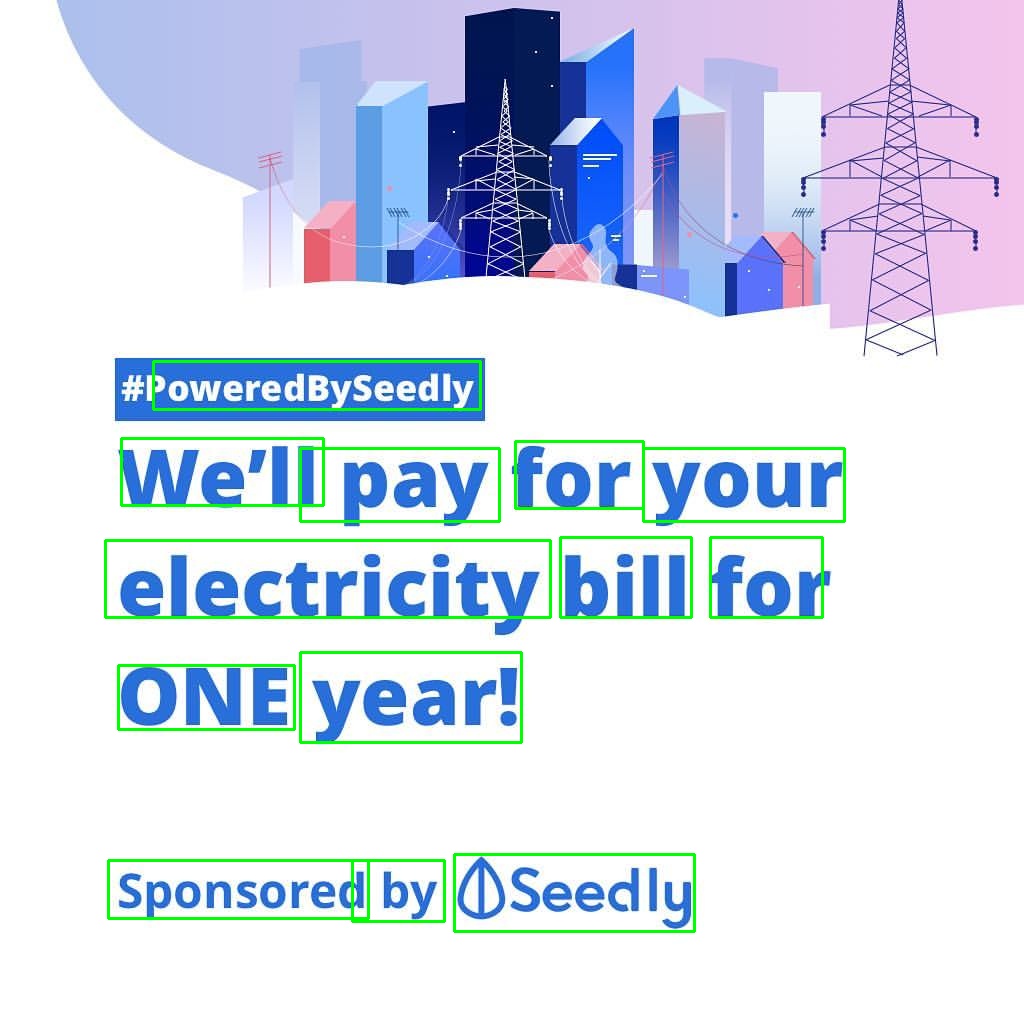 #PoweredBySeedly
We’ll pay for your
electricity bill for
ONE year!
Sponsored by Seedly